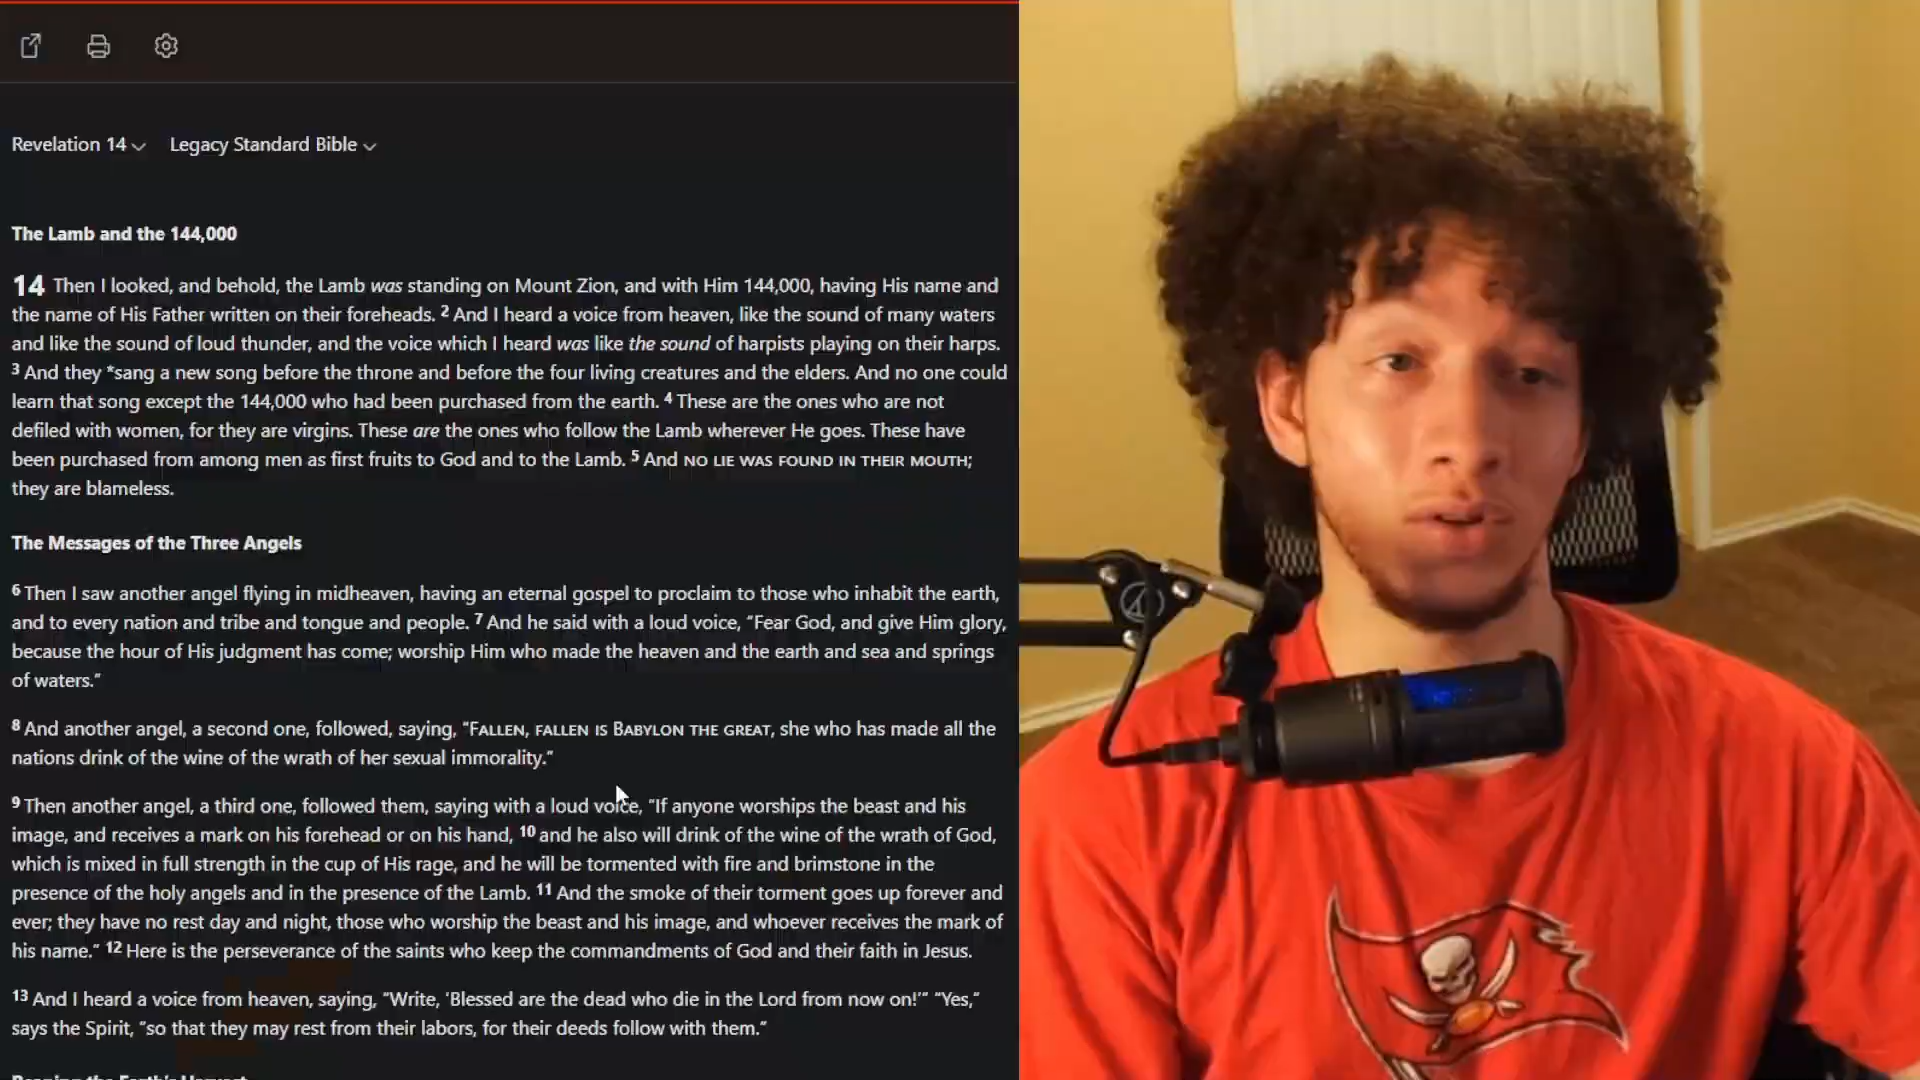 Revelation 14 Legacy Standard Bible
The Lamb and the 144,000
14 Then I looked, and behold, the Lamb was standing on Mount Zion, and with Him 144,000, having His name and
the name of His Father written on their foreheads. 2 And I heard a voice from heaven, like the sound of many waters
and like the sound of loud thunder, and the voice which I heard was like the sound of harpists playing on their harps.
3 And they *sang a new song before the throne and before the four living creatures and the elders. And no one could
learn that song except the 144,000 who had been purchased from the earth. 4 These are the ones who are not
defiled with women, for they are virgins. These are the ones who follow the Lamb wherever He goes. These have
been purchased from among men as first fruits to God and to the Lamb. 5 And NO LIE WAS FOUND IN THEIR MOUTH;
they are blameless.
The Messages of the Three Angels
6 Then I saw another angel flying in midheaven, having an eternal gospel to proclaim to those who inhabit the earth,
and to every nation and tribe and tongue and people. 7 And he said with a loud voice, “Fear God, and give Him glory,
because the hour of His judgment has come; worship Him who made the heaven and the earth and sea and springs
of waters.”
8 And another angel, a second one, followed, saying, “FALLEN, FALLEN IS BABYLON THE GREAT, she who has made all the
nations drink of the wine of the wrath of her sexual immorality.”
9 Then another angel, a third one, followed them, saying with a loud voice, “If anyone worships the beast and his
image, and receives a mark on his forehead or on his hand, 10 and he also will drink of the wine of the wrath of God,
which is mixed in full strength in the cup of His rage, and he will be tormented with fire and brimstone in the
presence of the holy angels and in the presence of the Lamb. 11 And the smoke of their torment goes up forever and
ever; they have no rest day and night, those who worship the beast and his image, and whoever receives the mark of
his name.” 12 Here is the perseverance of the saints who keep the commandments of God and their faith in Jesus.
13 And I heard a voice from heaven, saying, “Write, ‘Blessed are the dead who die in the Lord from now on!’” “Yes,”
says the Spirit, “so that they may rest from their labors, for their deeds follow with them.”
Reaping the Earth's Harvest